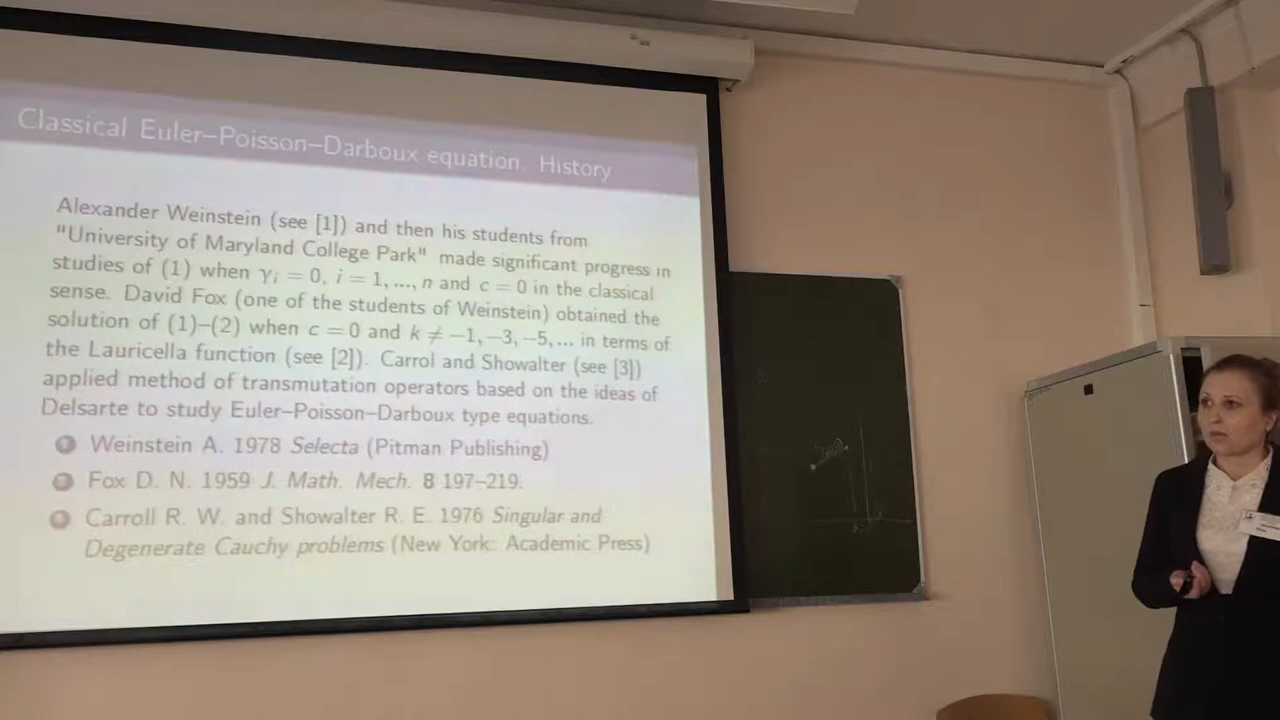 Classical Euler–Poisson–Darboux equation. History
Alexander Weinstein (see [1]) and then his students from
"University of Maryland College Park" made significant progress in
studies of (1) when γᵢ = 0, i = 1, ..., n and c = 0 in the classical
sense. David Fox (one of the students of Weinstein) obtained the
solution of (1)–(2) when c = 0 and k ≠ −1, −3, −5, ... in terms of
the Lauricella function (see [2]). Carrol and Showalter (see [3])
applied method of transmutation operators based on the ideas of
Delsarte to study Euler–Poisson–Darboux type equations.
1 Weinstein A. 1978 Selecta (Pitman Publishing)
2 Fox D. N. 1959 J. Math. Mech. 8 197–219.
3 Carroll R. W. and Showalter R. E. 1976 Singular and
Degenerate Cauchy problems (New York: Academic Press)